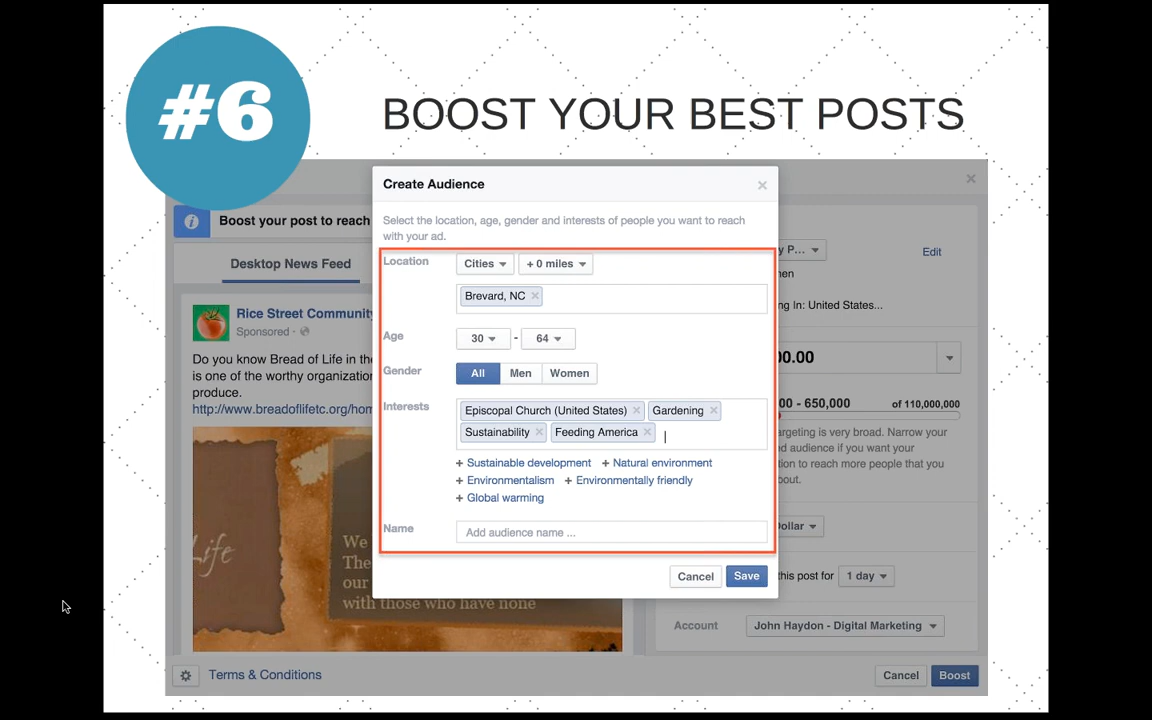 #6
BOOST YOUR BEST POSTS
Create Audience
Select the location, age, gender and interests of people you want to reach
with your ad.
Location
Cities
+ 0 miles
Brevard, NC
Age
30 - 64
Gender
All Men Women
Interests
Episcopal Church (United States) Gardening
Sustainability Feeding America
+ Sustainable development + Natural environment
+ Environmentalism + Environmentally friendly
+ Global warming
Name
Add audience name ...
Cancel Save
Boost your post to reach
Desktop News Feed
Rice Street Community
Sponsored ·
Do you know Bread of Life in the
is one of the worthy organization
produce.
http://www.breadoflifetc.org/hom
Life
We
The
our
with those who have none
y P...
Edit
men
ng In: United States...
00.00
00 - 650,000 of 110,000,000
argeting is very broad. Narrow your
d audience if you want your
tion to reach more people that you
bout.
Dollar
this post for 1 day
Account John Haydon - Digital Marketing
Terms & Conditions
Cancel Boost